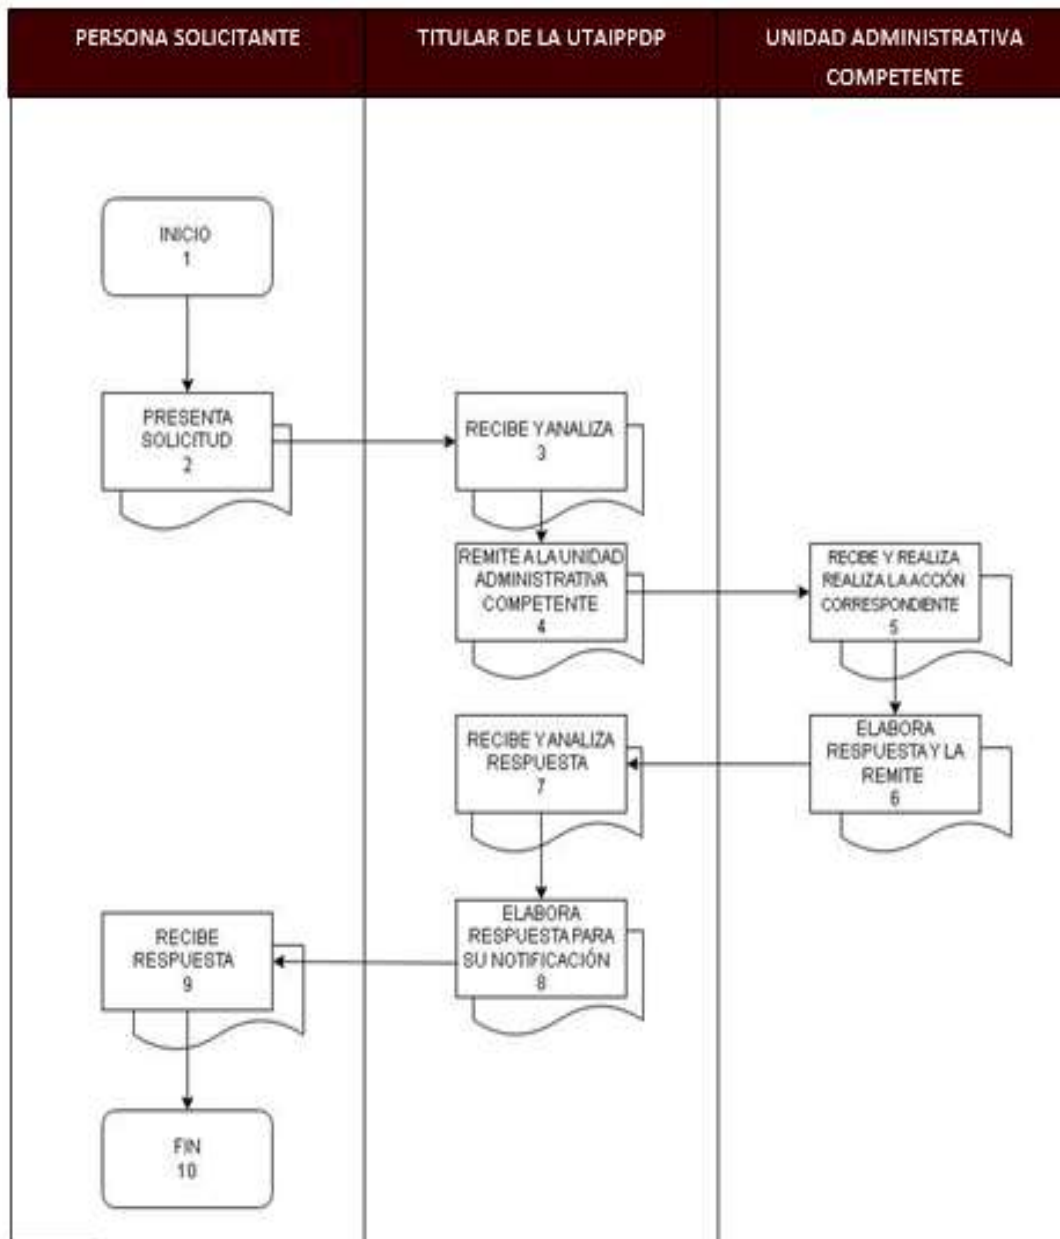 PERSONA SOLICITANTE
TITULAR DE LA UTAIPPDP
UNIDAD ADMINISTRATIVA
COMPETENTE
INICIO
1
PRESENTA
SOLICITUD
2
RECIBE Y ANALIZA
3
REMITE A LA UNIDAD
ADMINISTRATIVA
COMPETENTE
4
RECIBE Y REALIZA
REALIZA LA ACCIÓN
CORRESPONDIENTE
5
ELABORA
RESPUESTA Y LA
REMITE
6
RECIBE Y ANALIZA
RESPUESTA
7
ELABORA
RESPUESTA PARA
SU NOTIFICACIÓN
8
RECIBE
RESPUESTA
9
FIN
10